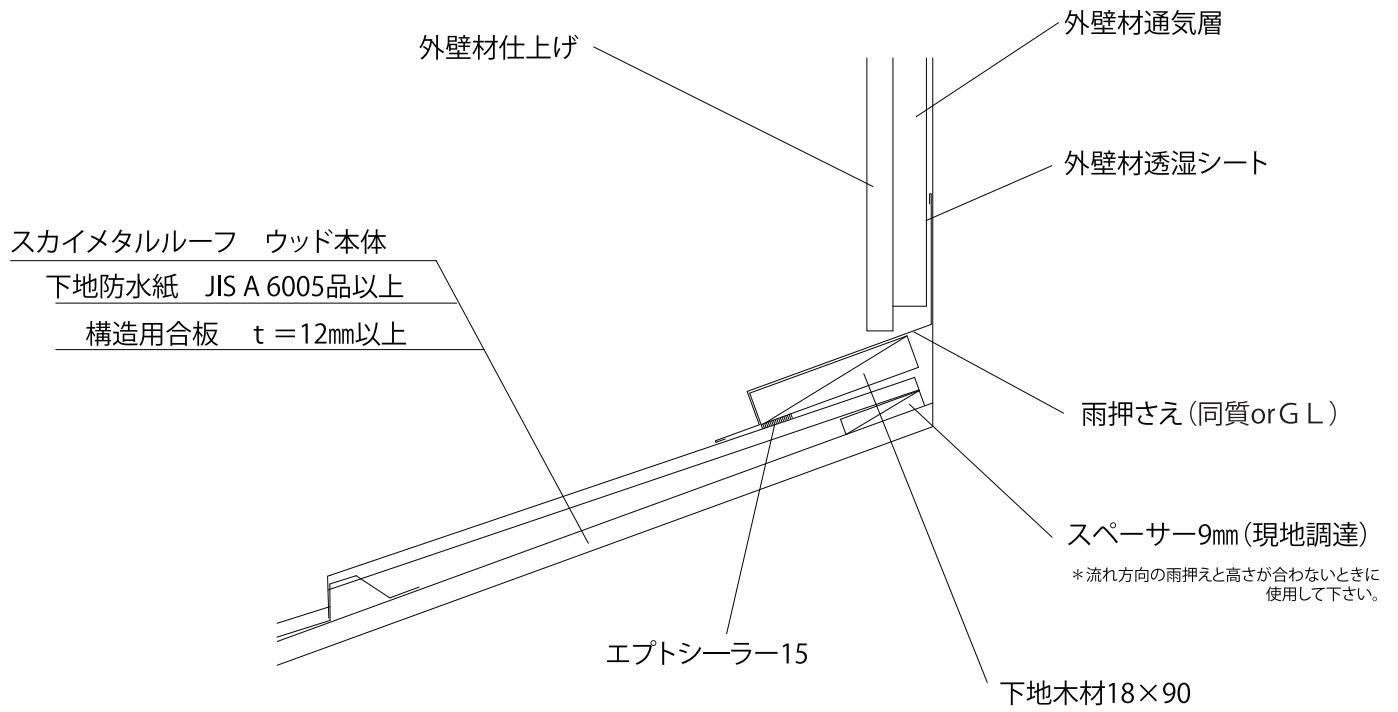 外壁材通気層
外壁材仕上げ
外壁材透湿シート
スカイメタルルーフ　ウッド本体
下地防水紙　JIS A 6005品以上
構造用合板　ｔ＝12㎜以上
雨押さえ（同質orＧＬ）
スペーサー9㎜（現地調達）
＊流れ方向の雨押えと高さが合わないときに
使用して下さい。
エプトシーラー15
下地木材18×90